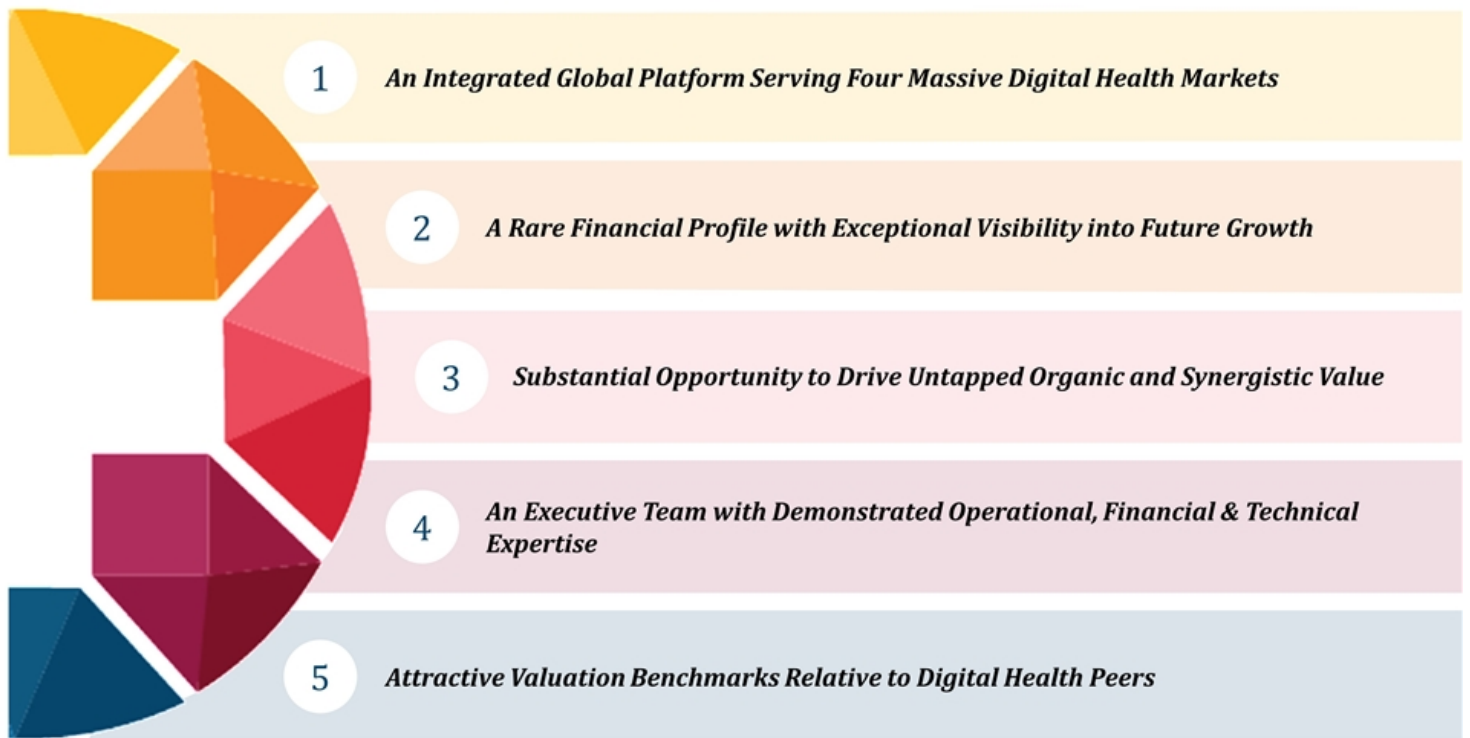 1 An Integrated Global Platform Serving Four Massive Digital Health Markets
2 A Rare Financial Profile with Exceptional Visibility into Future Growth
3 Substantial Opportunity to Drive Untapped Organic and Synergistic Value
4 An Executive Team with Demonstrated Operational, Financial & Technical
Expertise
5 Attractive Valuation Benchmarks Relative to Digital Health Peers